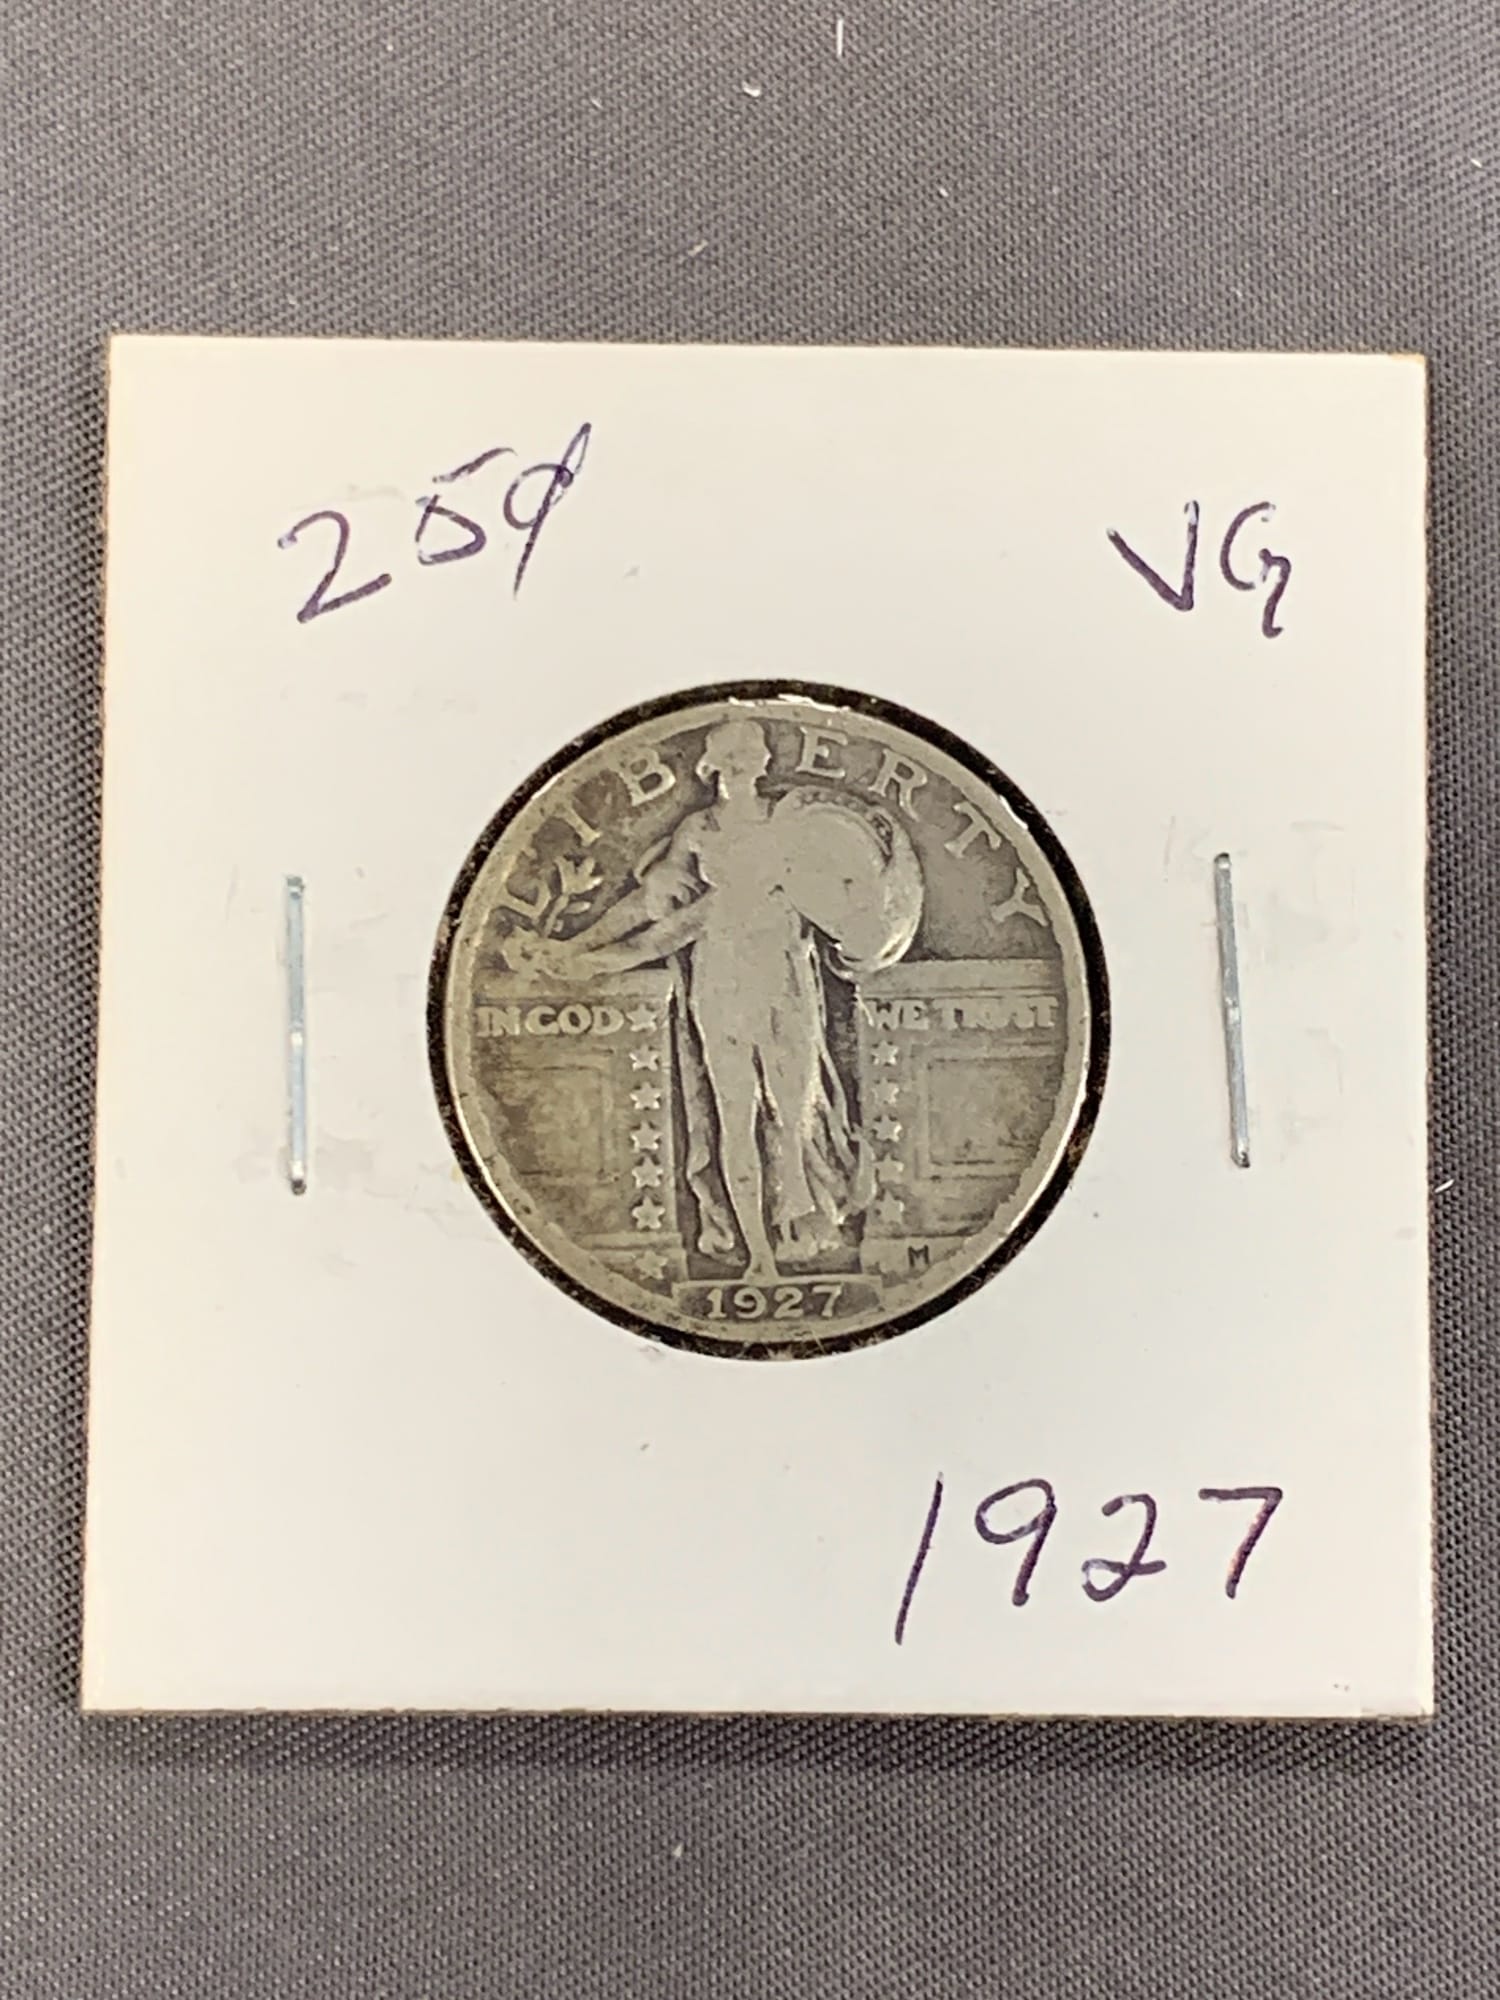 25¢ VG
LIBERTY
IN GOD WE TRUST
M
1927
1927